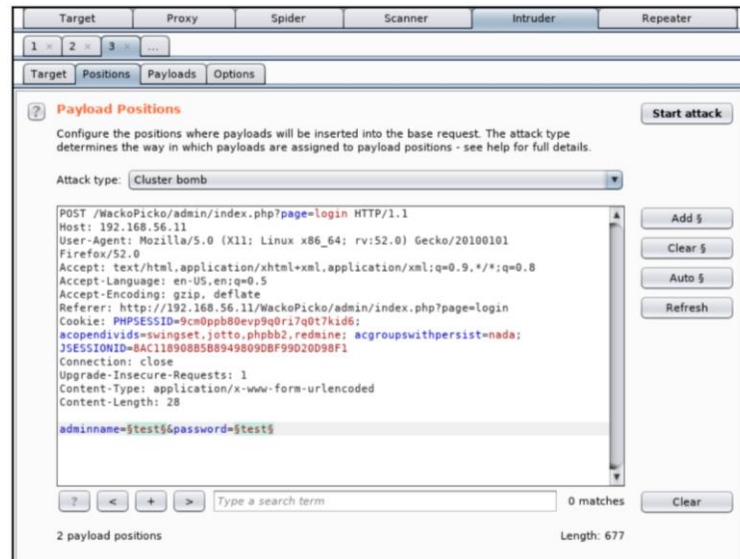 Target Proxy Spider Scanner Intruder Repeater
1 × 2 × 3 × ...
Target Positions Payloads Options
? Payload Positions Start attack
Configure the positions where payloads will be inserted into the base request. The attack type
determines the way in which payloads are assigned to payload positions - see help for full details.
Attack type: Cluster bomb
POST /WackoPicko/admin/index.php?page=login HTTP/1.1
Host: 192.168.56.11
User-Agent: Mozilla/5.0 (X11; Linux x86_64; rv:52.0) Gecko/20100101
Firefox/52.0
Accept: text/html,application/xhtml+xml,application/xml;q=0.9,*/*;q=0.8
Accept-Language: en-US,en;q=0.5
Accept-Encoding: gzip, deflate
Referer: http://192.168.56.11/WackoPicko/admin/index.php?page=login
Cookie: PHPSESSID=9cm0ppb80evp9q0ri7q0t7kid6;
acopendivids=swingset,jotto,phpbb2,redmine; acgroupswithpersist=nada;
JSESSIONID=8AC118908B5B8949809DBF99D20D98F1
Connection: close
Upgrade-Insecure-Requests: 1
Content-Type: application/x-www-form-urlencoded
Content-Length: 28
adminname=§test§&password=§test§
Add §
Clear §
Auto §
Refresh
? < + > Type a search term 0 matches Clear
2 payload positions Length: 677